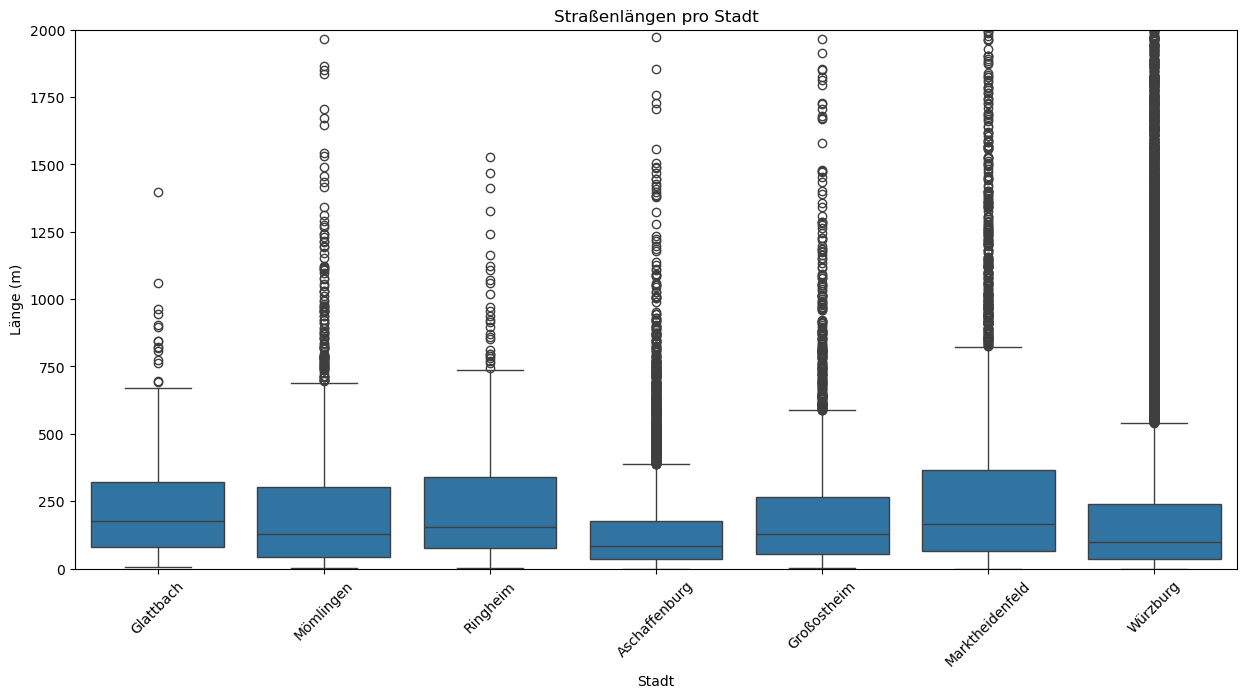 Straßenlängen pro Stadt
Länge (m)
2000
1750
1500
1250
1000
750
500
250
0
Glattbach
Mömlingen
Ringheim
Aschaffenburg
Großostheim
Marktheidenfeld
Würzburg
Stadt